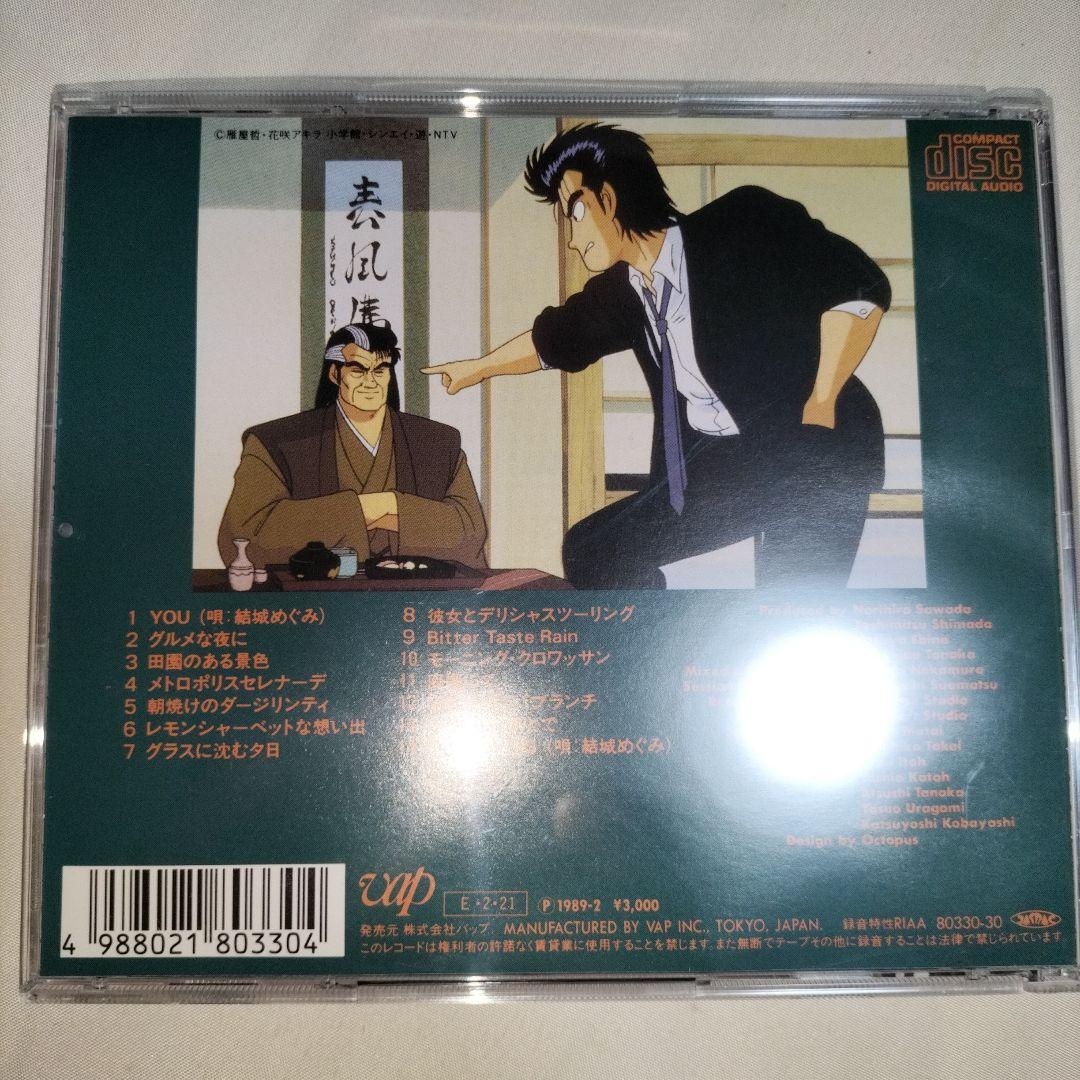 ©雁屋哲・花咲アキラ 小学館・シンエイ・遊・NTV
COMPACT
disc
DIGITAL AUDIO
1 YOU (唄:結城めぐみ)
2 グルメな夜に
3 田園のある景色
4 メトロポリスセレナーデ
5 朝焼けのダージリンティ
6 レモンシャーベットな想い出
7 グラスに沈む夕日
8 彼女とデリシャスツーリング
9 Bitter Taste Rain
10 モーニング・クロワッサン
11
ブランチ
て
(唄:結城めぐみ)
Produced by Norihiro Sawada
Shimada
Tanaka
Nakamura
Suematsu
Studio
Studio
Itoh
Katoh
Atsushi Tanaka
Yasuo Uragami
Katsuyoshi Kobayashi
Design by Octopus
4 988021 803304
vap
E・2・21
Ⓟ1989-2 ¥3,000
発売元 株式会社バップ. MANUFACTURED BY VAP INC., TOKYO, JAPAN. 録音特性RIAA 80330-30 JASRAC
このレコードは権利者の許諾なく賃貸業に使用することを禁じます.また無断でテープその他に録音することは法律で禁じられています